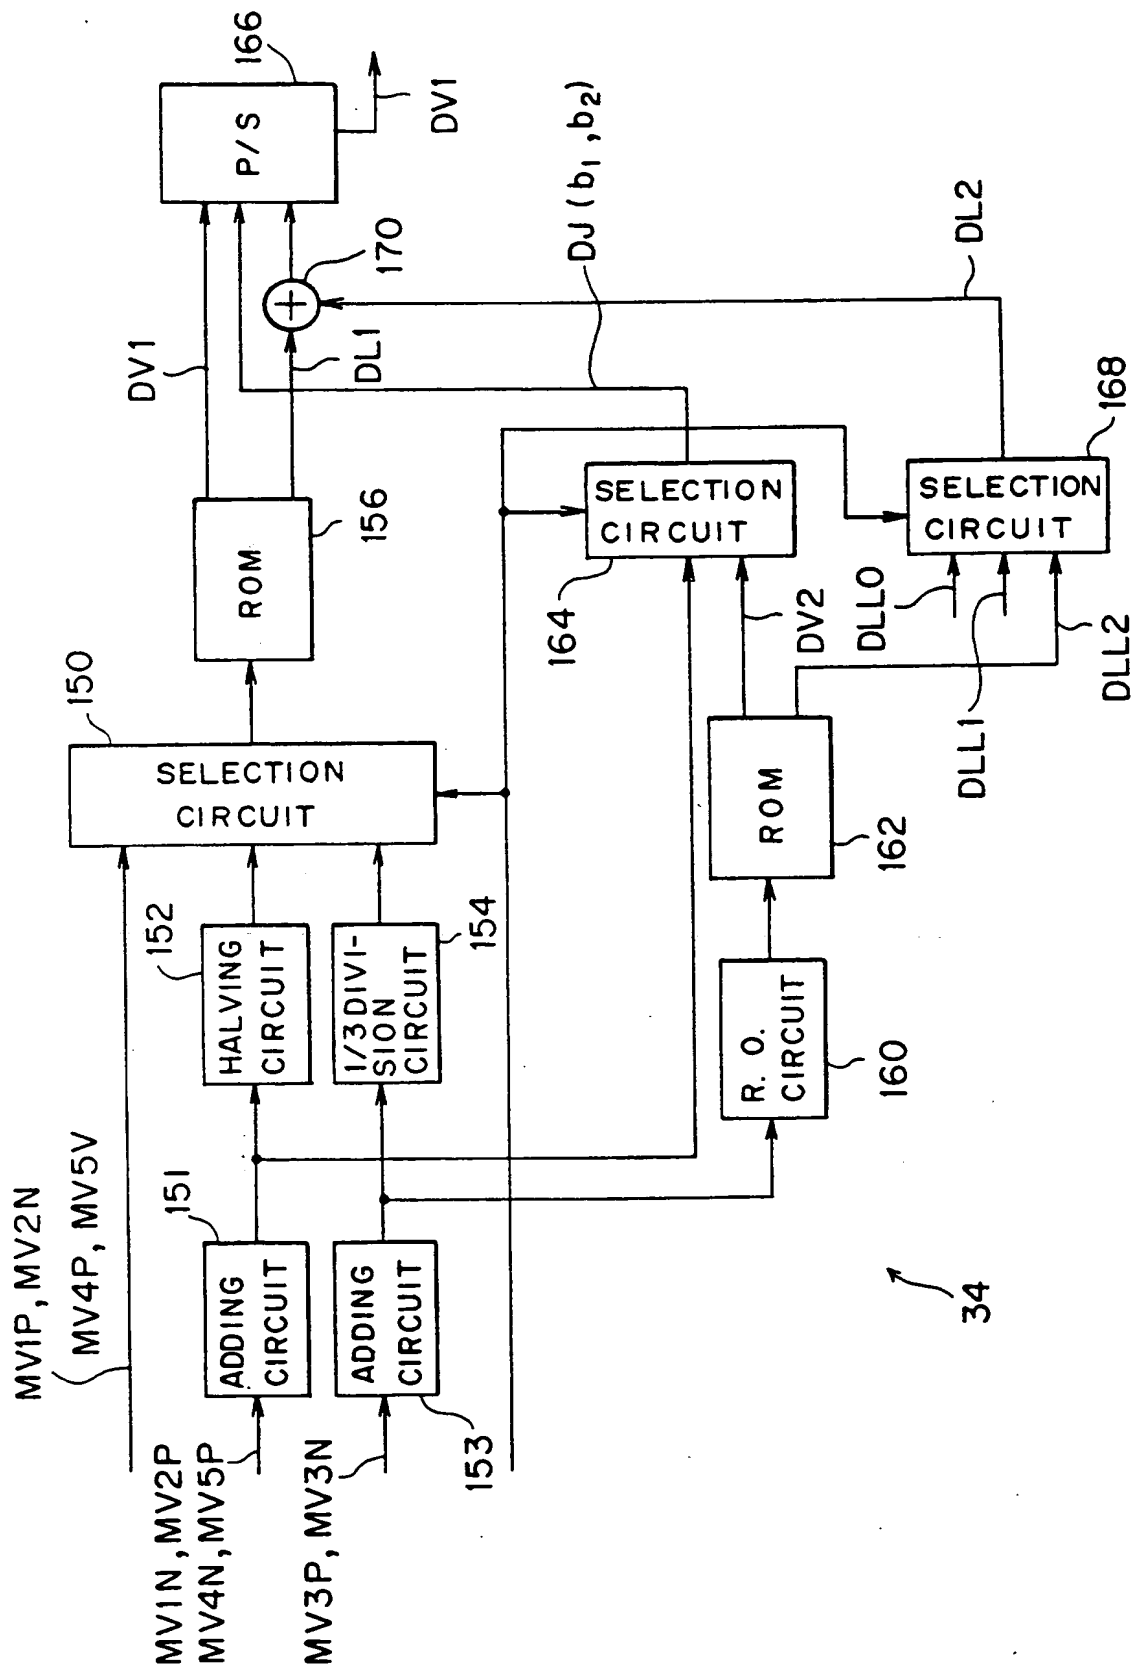 MV1P, MV2N
MV4P, MV5V
MV1N, MV2P
MV4N, MV5P
MV3P, MV3N
151
ADDING
CIRCUIT
ADDING
CIRCUIT
153
152
HALVING
CIRCUIT
1/3 DIVI-
SION
CIRCUIT
154
150
SELECTION
CIRCUIT
ROM
156
DV1
DL1
170
P/S
166
DV1
R. O.
CIRCUIT
160
ROM
162
DV2
SELECTION
CIRCUIT
164
DJ (b1, b2)
DLL0
DLL1
DLL2
SELECTION
CIRCUIT
168
DL2
34